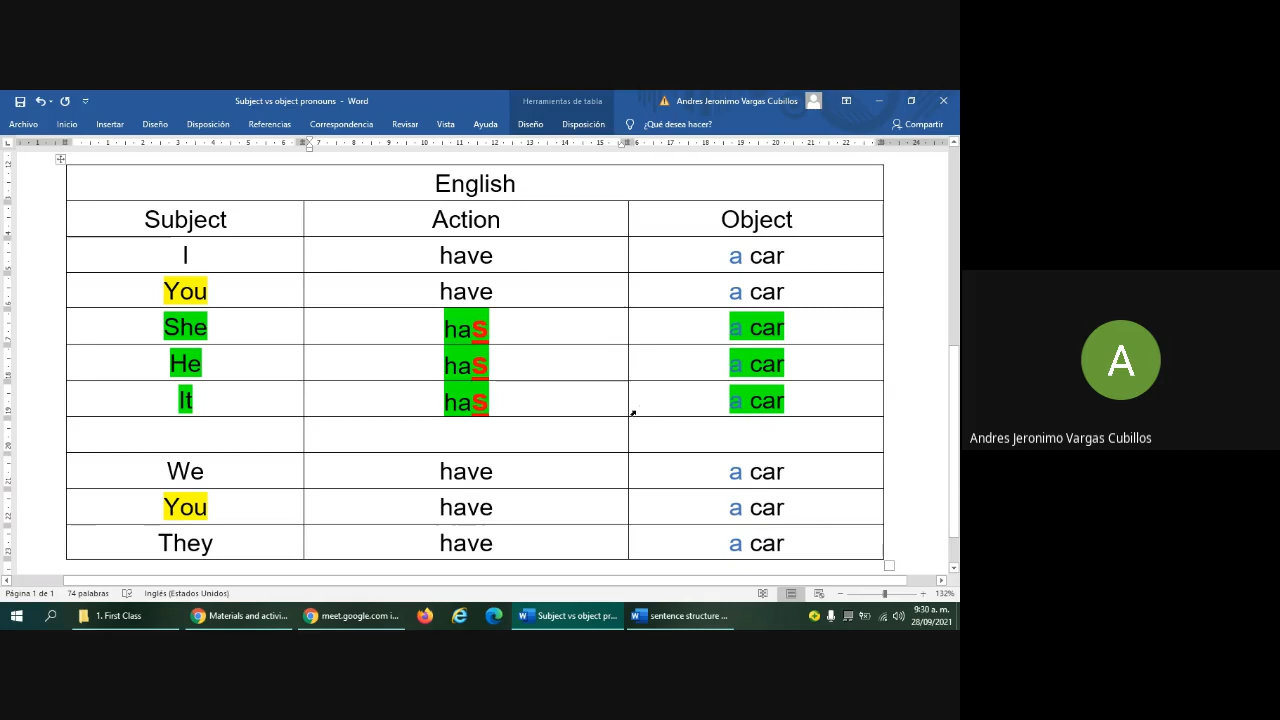 Subject vs object pronouns - Word
Herramientas de tabla
Andres Jeronimo Vargas Cubillos
Archivo Inicio Insertar Diseño Disposición Referencias Correspondencia Revisar Vista Ayuda Diseño Disposición ¿Qué desea hacer? Compartir
English
Subject Action Object
I have a car
You have a car
She has a car
He has a car
It has a car
We have a car
You have a car
They have a car
A
Andres Jeronimo Vargas Cubillos
Página 1 de 1 74 palabras Inglés (Estados Unidos) 132%
1. First Class Materials and activi... meet.google.com i... Subject vs object pr... sentence structure ... 9:30 a. m.
28/09/2021